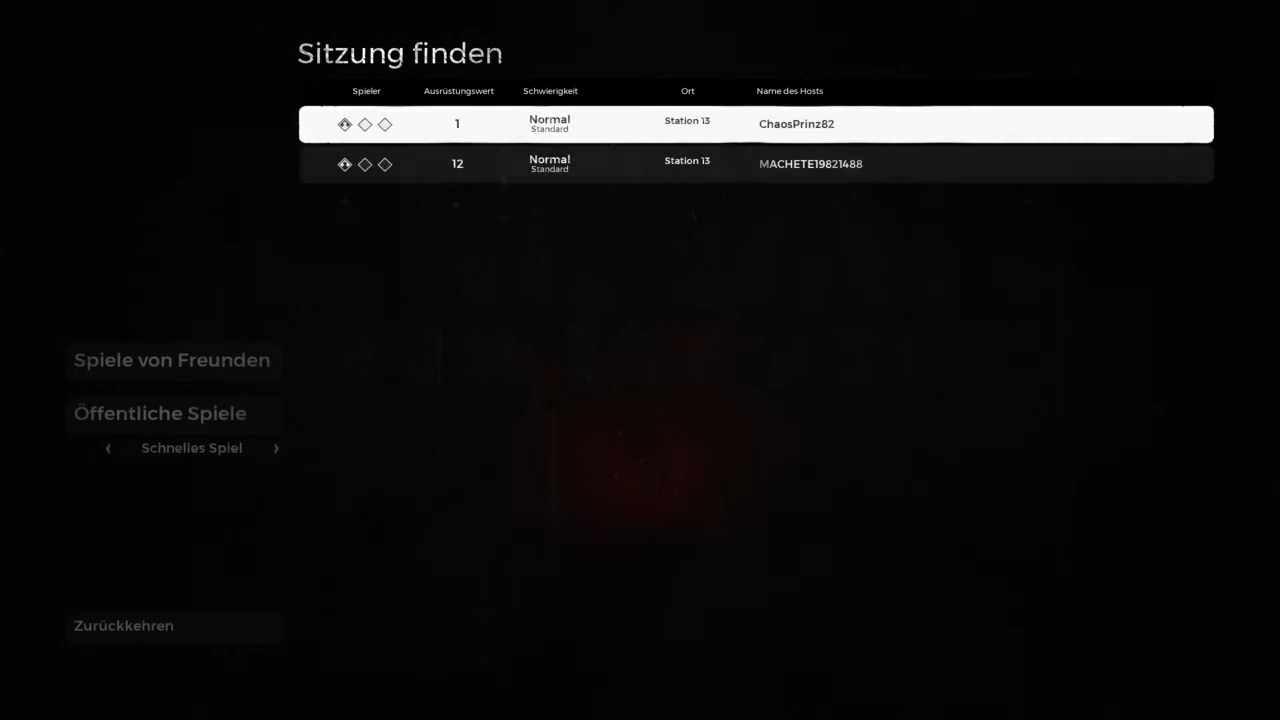 Sitzung finden
Spieler Ausrüstungswert Schwierigkeit Ort Name des Hosts
1 Normal Station 13 ChaosPrinz82
Standard
12 Normal Station 13 MACHETE19821488
Standard
Spiele von Freunden
Öffentliche Spiele
‹ Schnelles Spiel ›
Zurückkehren